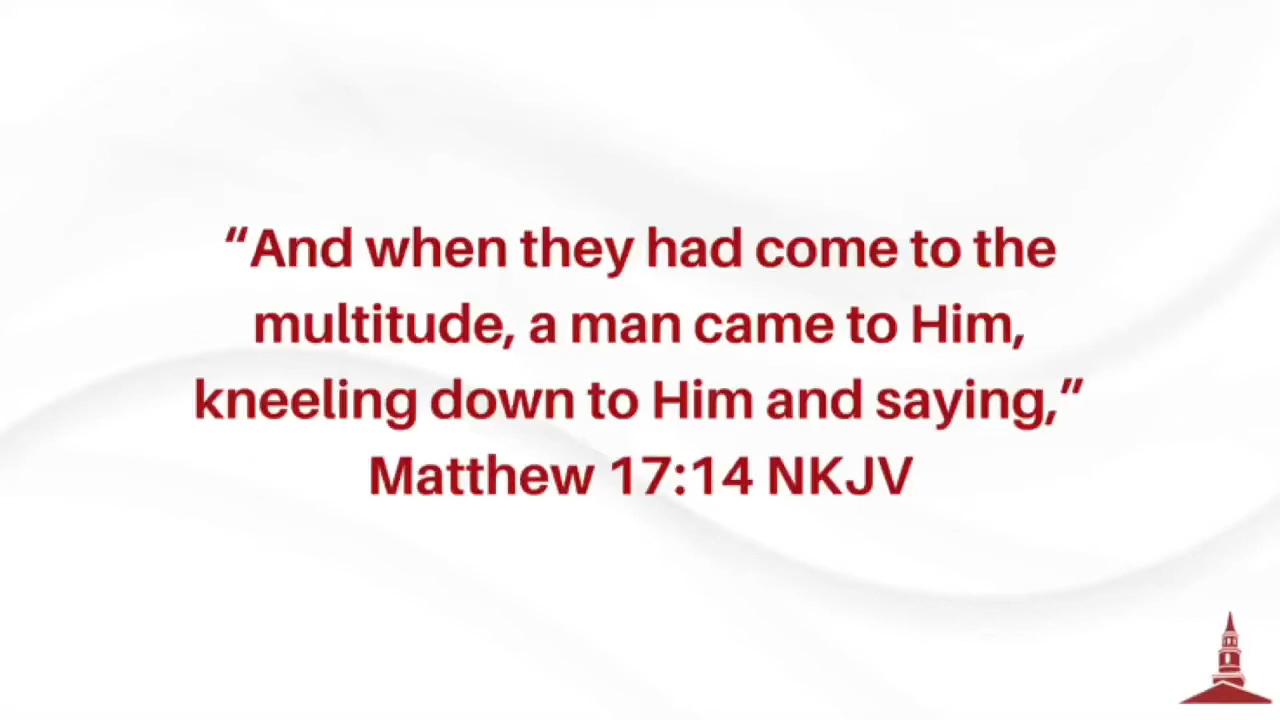 “And when they had come to the
multitude, a man came to Him,
kneeling down to Him and saying,”
Matthew 17:14 NKJV